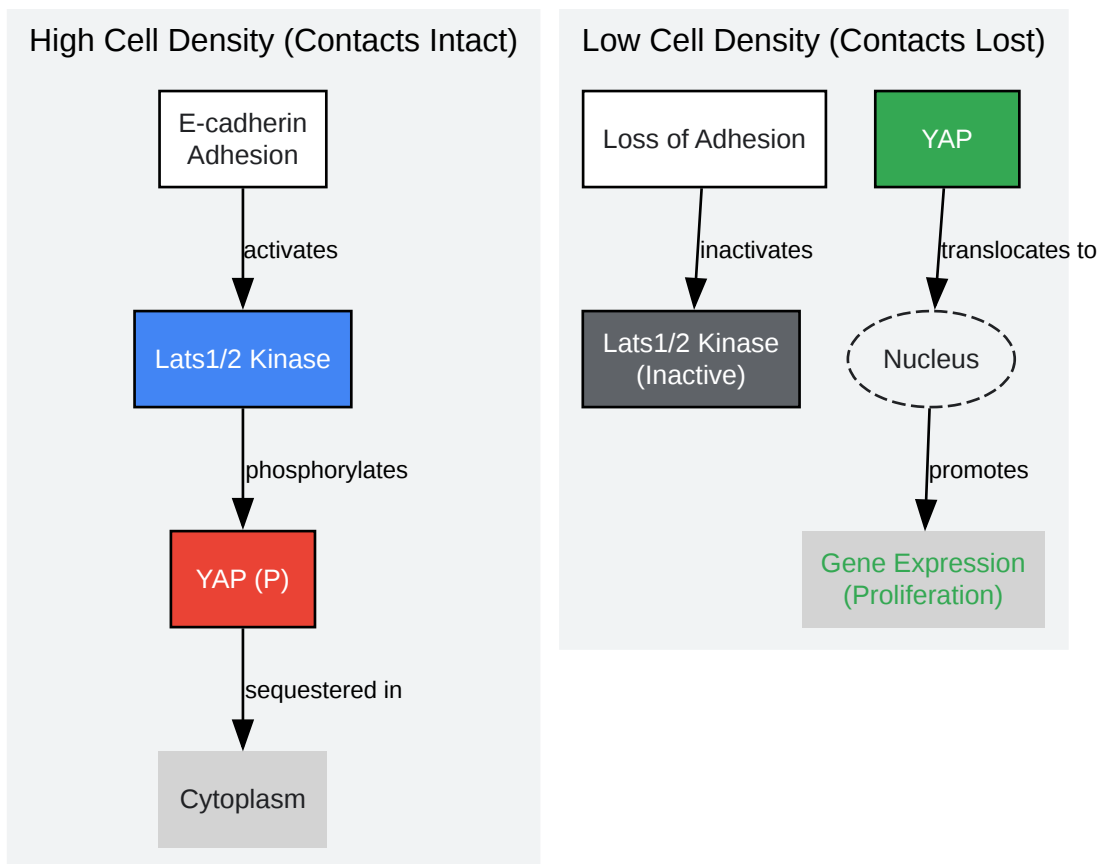 High Cell Density (Contacts Intact)
E-cadherin
Adhesion
activates
Lats1/2 Kinase
phosphorylates
YAP (P)
sequestered in
Cytoplasm
Low Cell Density (Contacts Lost)
Loss of Adhesion
inactivates
Lats1/2 Kinase
(Inactive)
YAP
translocates to
Nucleus
promotes
Gene Expression
(Proliferation)